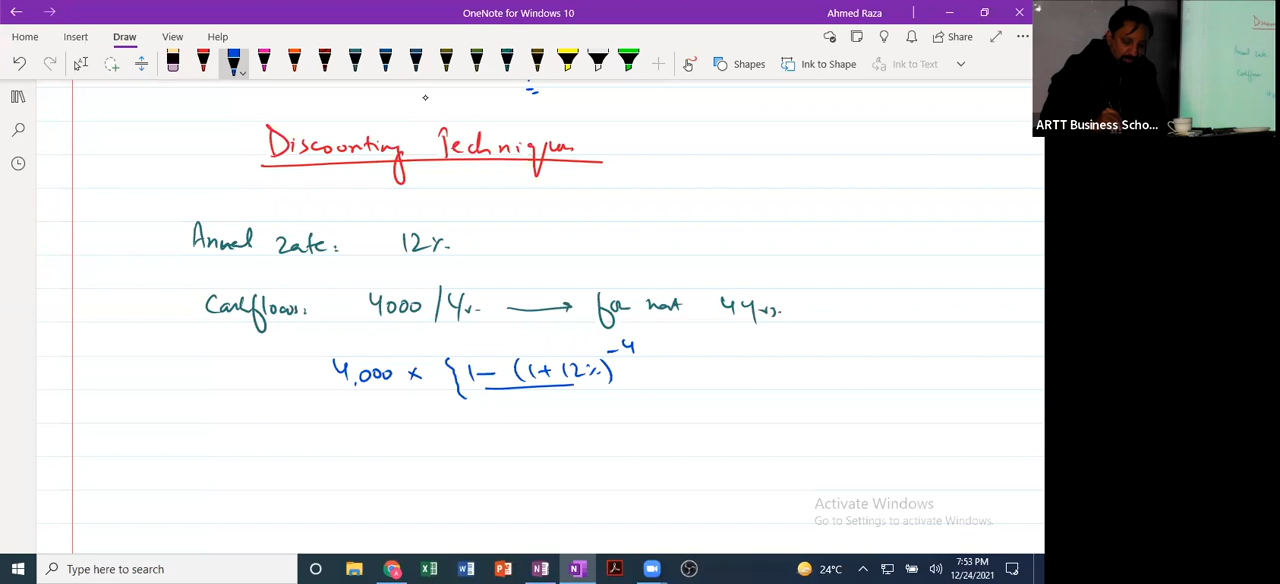 OneNote for Windows 10
Ahmed Raza
Home Insert Draw View Help
Share
Shapes Ink to Shape Ink to Text
ARTT Business Scho...
Discounting Techniques
Annual rate: 12%
Cashflows: 4000 / Yr. → for next 4 Yrs.
4,000 × { 1 - (1 + 12%)^-4
Activate Windows
Go to Settings to activate Windows.
Type here to search
24°C
7:53 PM
12/24/2021